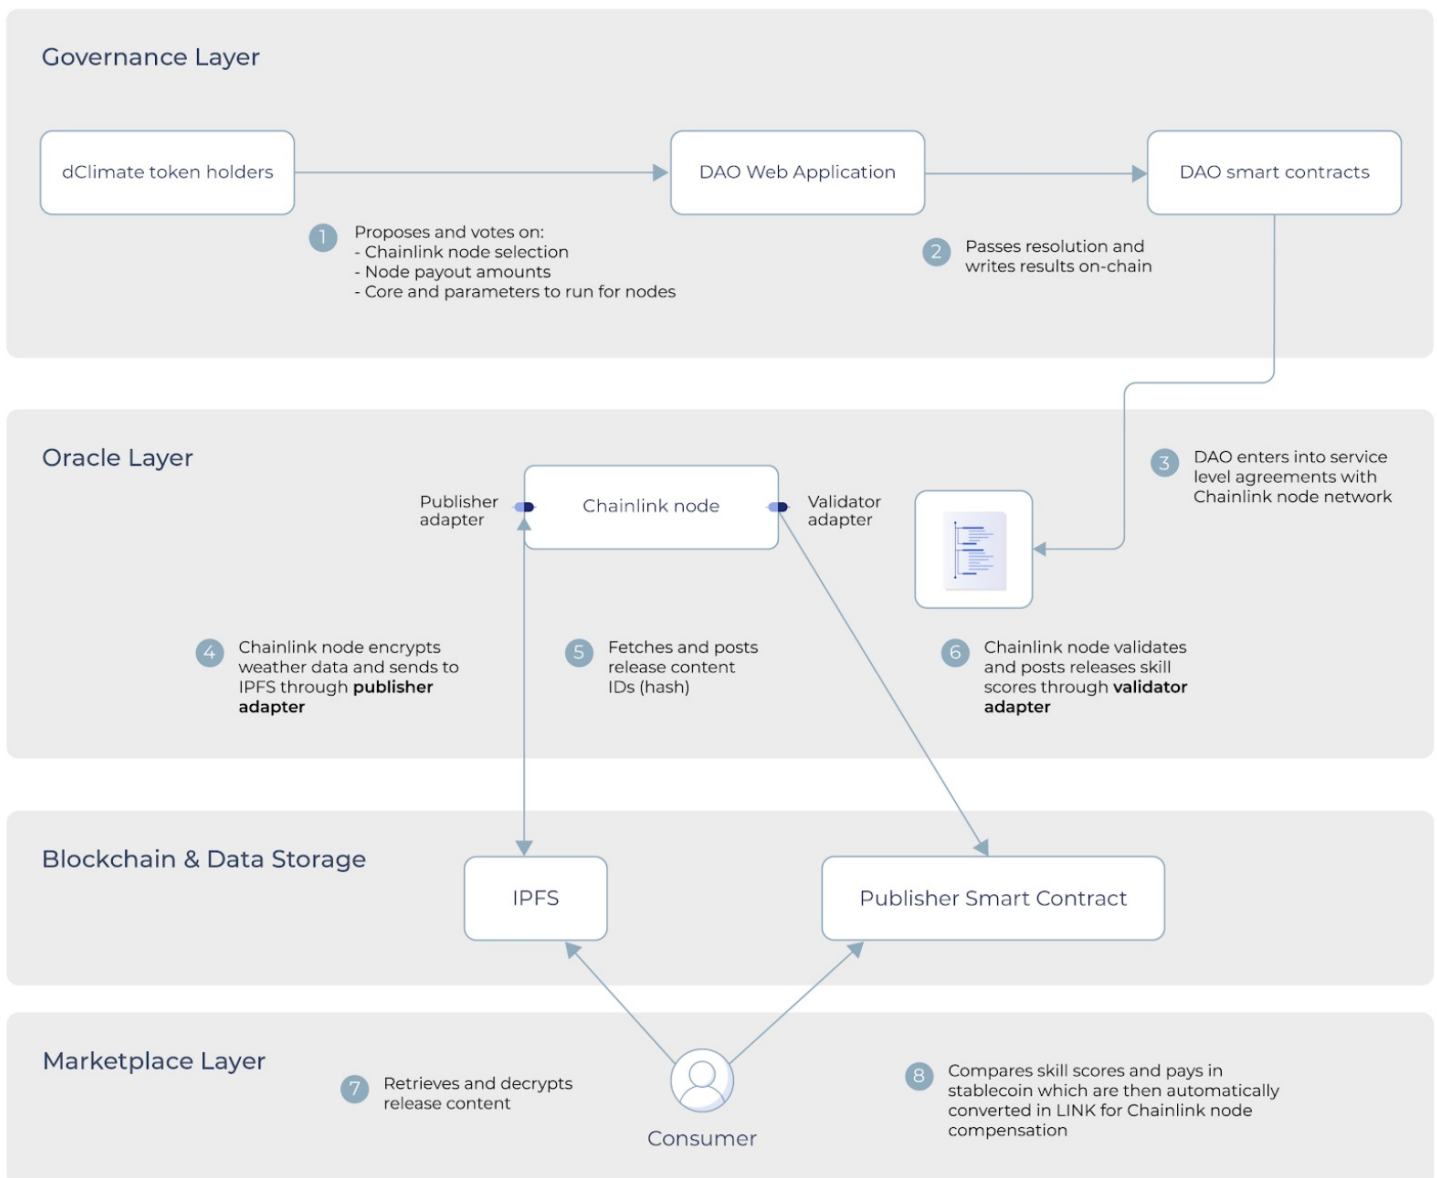 Governance Layer
dClimate token holders
DAO Web Application
DAO smart contracts
1
Proposes and votes on:
- Chainlink node selection
- Node payout amounts
- Core and parameters to run for nodes
2
Passes resolution and
writes results on-chain
Oracle Layer
3
DAO enters into service
level agreements with
Chainlink node network
Publisher
adapter
Chainlink node
Validator
adapter
4
Chainlink node encrypts
weather data and sends to
IPFS through publisher
adapter
5
Fetches and posts
release content
IDs (hash)
6
Chainlink node validates
and posts releases skill
scores through validator
adapter
Blockchain & Data Storage
IPFS
Publisher Smart Contract
Marketplace Layer
7
Retrieves and decrypts
release content
Consumer
8
Compares skill scores and pays in
stablecoin which are then automatically
converted in LINK for Chainlink node
compensation